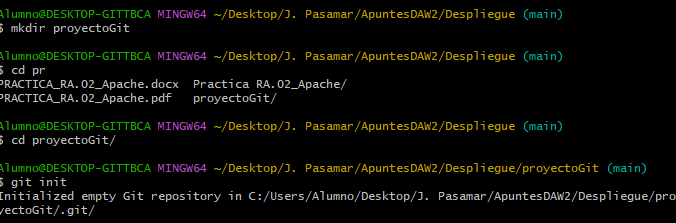 Alumno@DESKTOP-GITTBCA MINGW64 ~/Desktop/J. Pasamar/ApuntesDAW2/Despliegue (main)
$ mkdir proyectoGit
Alumno@DESKTOP-GITTBCA MINGW64 ~/Desktop/J. Pasamar/ApuntesDAW2/Despliegue (main)
$ cd pr
PRACTICA_RA.02_Apache.docx  Practica RA.02_Apache/
PRACTICA_RA.02_Apache.pdf   proyectoGit/
Alumno@DESKTOP-GITTBCA MINGW64 ~/Desktop/J. Pasamar/ApuntesDAW2/Despliegue (main)
$ cd proyectoGit/
Alumno@DESKTOP-GITTBCA MINGW64 ~/Desktop/J. Pasamar/ApuntesDAW2/Despliegue/proyectoGit (main)
$ git init
Initialized empty Git repository in C:/Users/Alumno/Desktop/J. Pasamar/ApuntesDAW2/Despliegue/pro
yectoGit/.git/